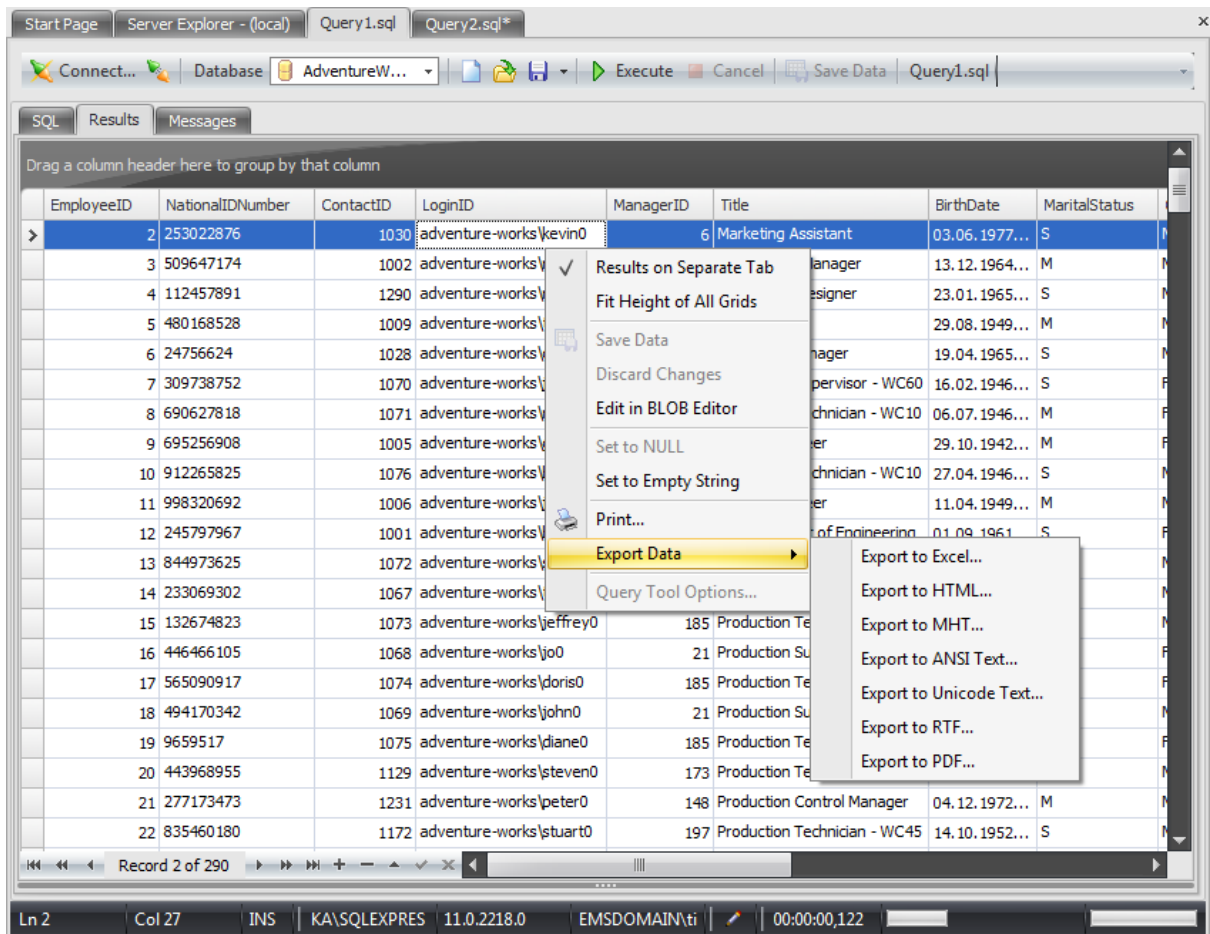 Start Page Server Explorer - (local) Query1.sql Query2.sql*
Connect... Database AdventureW... Execute Cancel Save Data Query1.sql
SQL Results Messages
Drag a column header here to group by that column
EmployeeID NationalIDNumber ContactID LoginID ManagerID Title BirthDate MaritalStatus
2 253022876 1030 adventure-works\kevin0 6 Marketing Assistant 03.06.1977... S
3 509647174 1002 adventure-works\ Manager 13.12.1964... M
4 112457891 1290 adventure-works\ esigner 23.01.1965... S
5 480168528 1009 adventure-works\ 29.08.1949... M
6 24756624 1028 adventure-works\ nager 19.04.1965... S
7 309738752 1070 adventure-works\ pervisor - WC60 16.02.1946... S
8 690627818 1071 adventure-works\ chnician - WC10 06.07.1946... M
9 695256908 1005 adventure-works\ er 29.10.1942... M
10 912265825 1076 adventure-works\ chnician - WC10 27.04.1946... S
11 998320692 1006 adventure-works\ er 11.04.1949... M
12 245797967 1001 adventure-works\ of Engineering 01.09.1961 S
13 844973625 1072 adventure-works\
14 233069302 1067 adventure-works\
15 132674823 1073 adventure-works\jeffrey0 185 Production Te
16 446466105 1068 adventure-works\jo0 21 Production Su
17 565090917 1074 adventure-works\doris0 185 Production Te
18 494170342 1069 adventure-works\john0 21 Production Su
19 9659517 1075 adventure-works\diane0 185 Production Te
20 443968955 1129 adventure-works\steven0 173 Production Te
21 277173473 1231 adventure-works\peter0 148 Production Control Manager 04.12.1972... M
22 835460180 1172 adventure-works\stuart0 197 Production Technician - WC45 14.10.1952... S
Results on Separate Tab
Fit Height of All Grids
Save Data
Discard Changes
Edit in BLOB Editor
Set to NULL
Set to Empty String
Print...
Export Data
Query Tool Options...
Export to Excel...
Export to HTML...
Export to MHT...
Export to ANSI Text...
Export to Unicode Text...
Export to RTF...
Export to PDF...
Record 2 of 290
Ln 2 Col 27 INS KA\SQLEXPRES 11.0.2218.0 EMSDOMAIN\ti 00:00:00,122